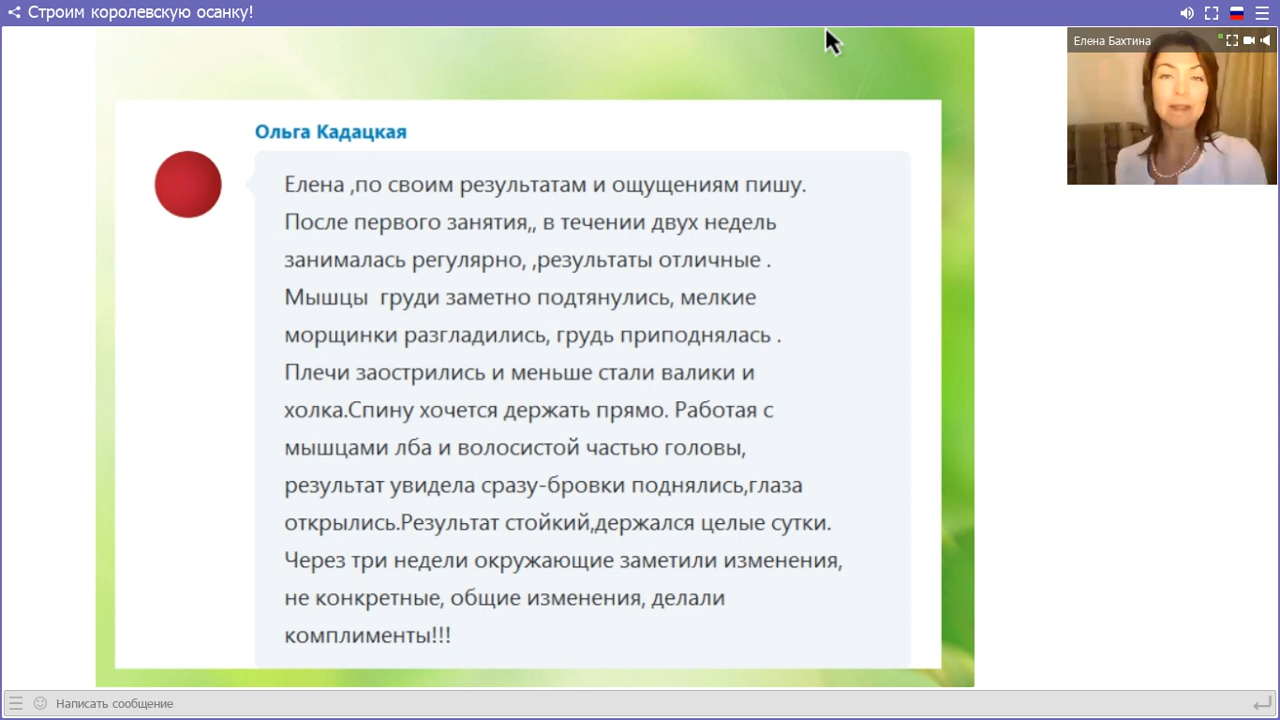 Строим королевскую осанку!
Елена Бахтина
Ольга Кадацкая
Елена ,по своим результатам и ощущениям пишу.
После первого занятия,, в течении двух недель
занималась регулярно, ,результаты отличные .
Мышцы  груди заметно подтянулись, мелкие
морщинки разгладились, грудь приподнялась .
Плечи заострились и меньше стали валики и
холка.Спину хочется держать прямо. Работая с
мышцами лба и волосистой частью головы,
результат увидела сразу-бровки поднялись,глаза
открылись.Результат стойкий,держался целые сутки.
Через три недели окружающие заметили изменения,
не конкретные, общие изменения, делали
комплименты!!!
Написать сообщение